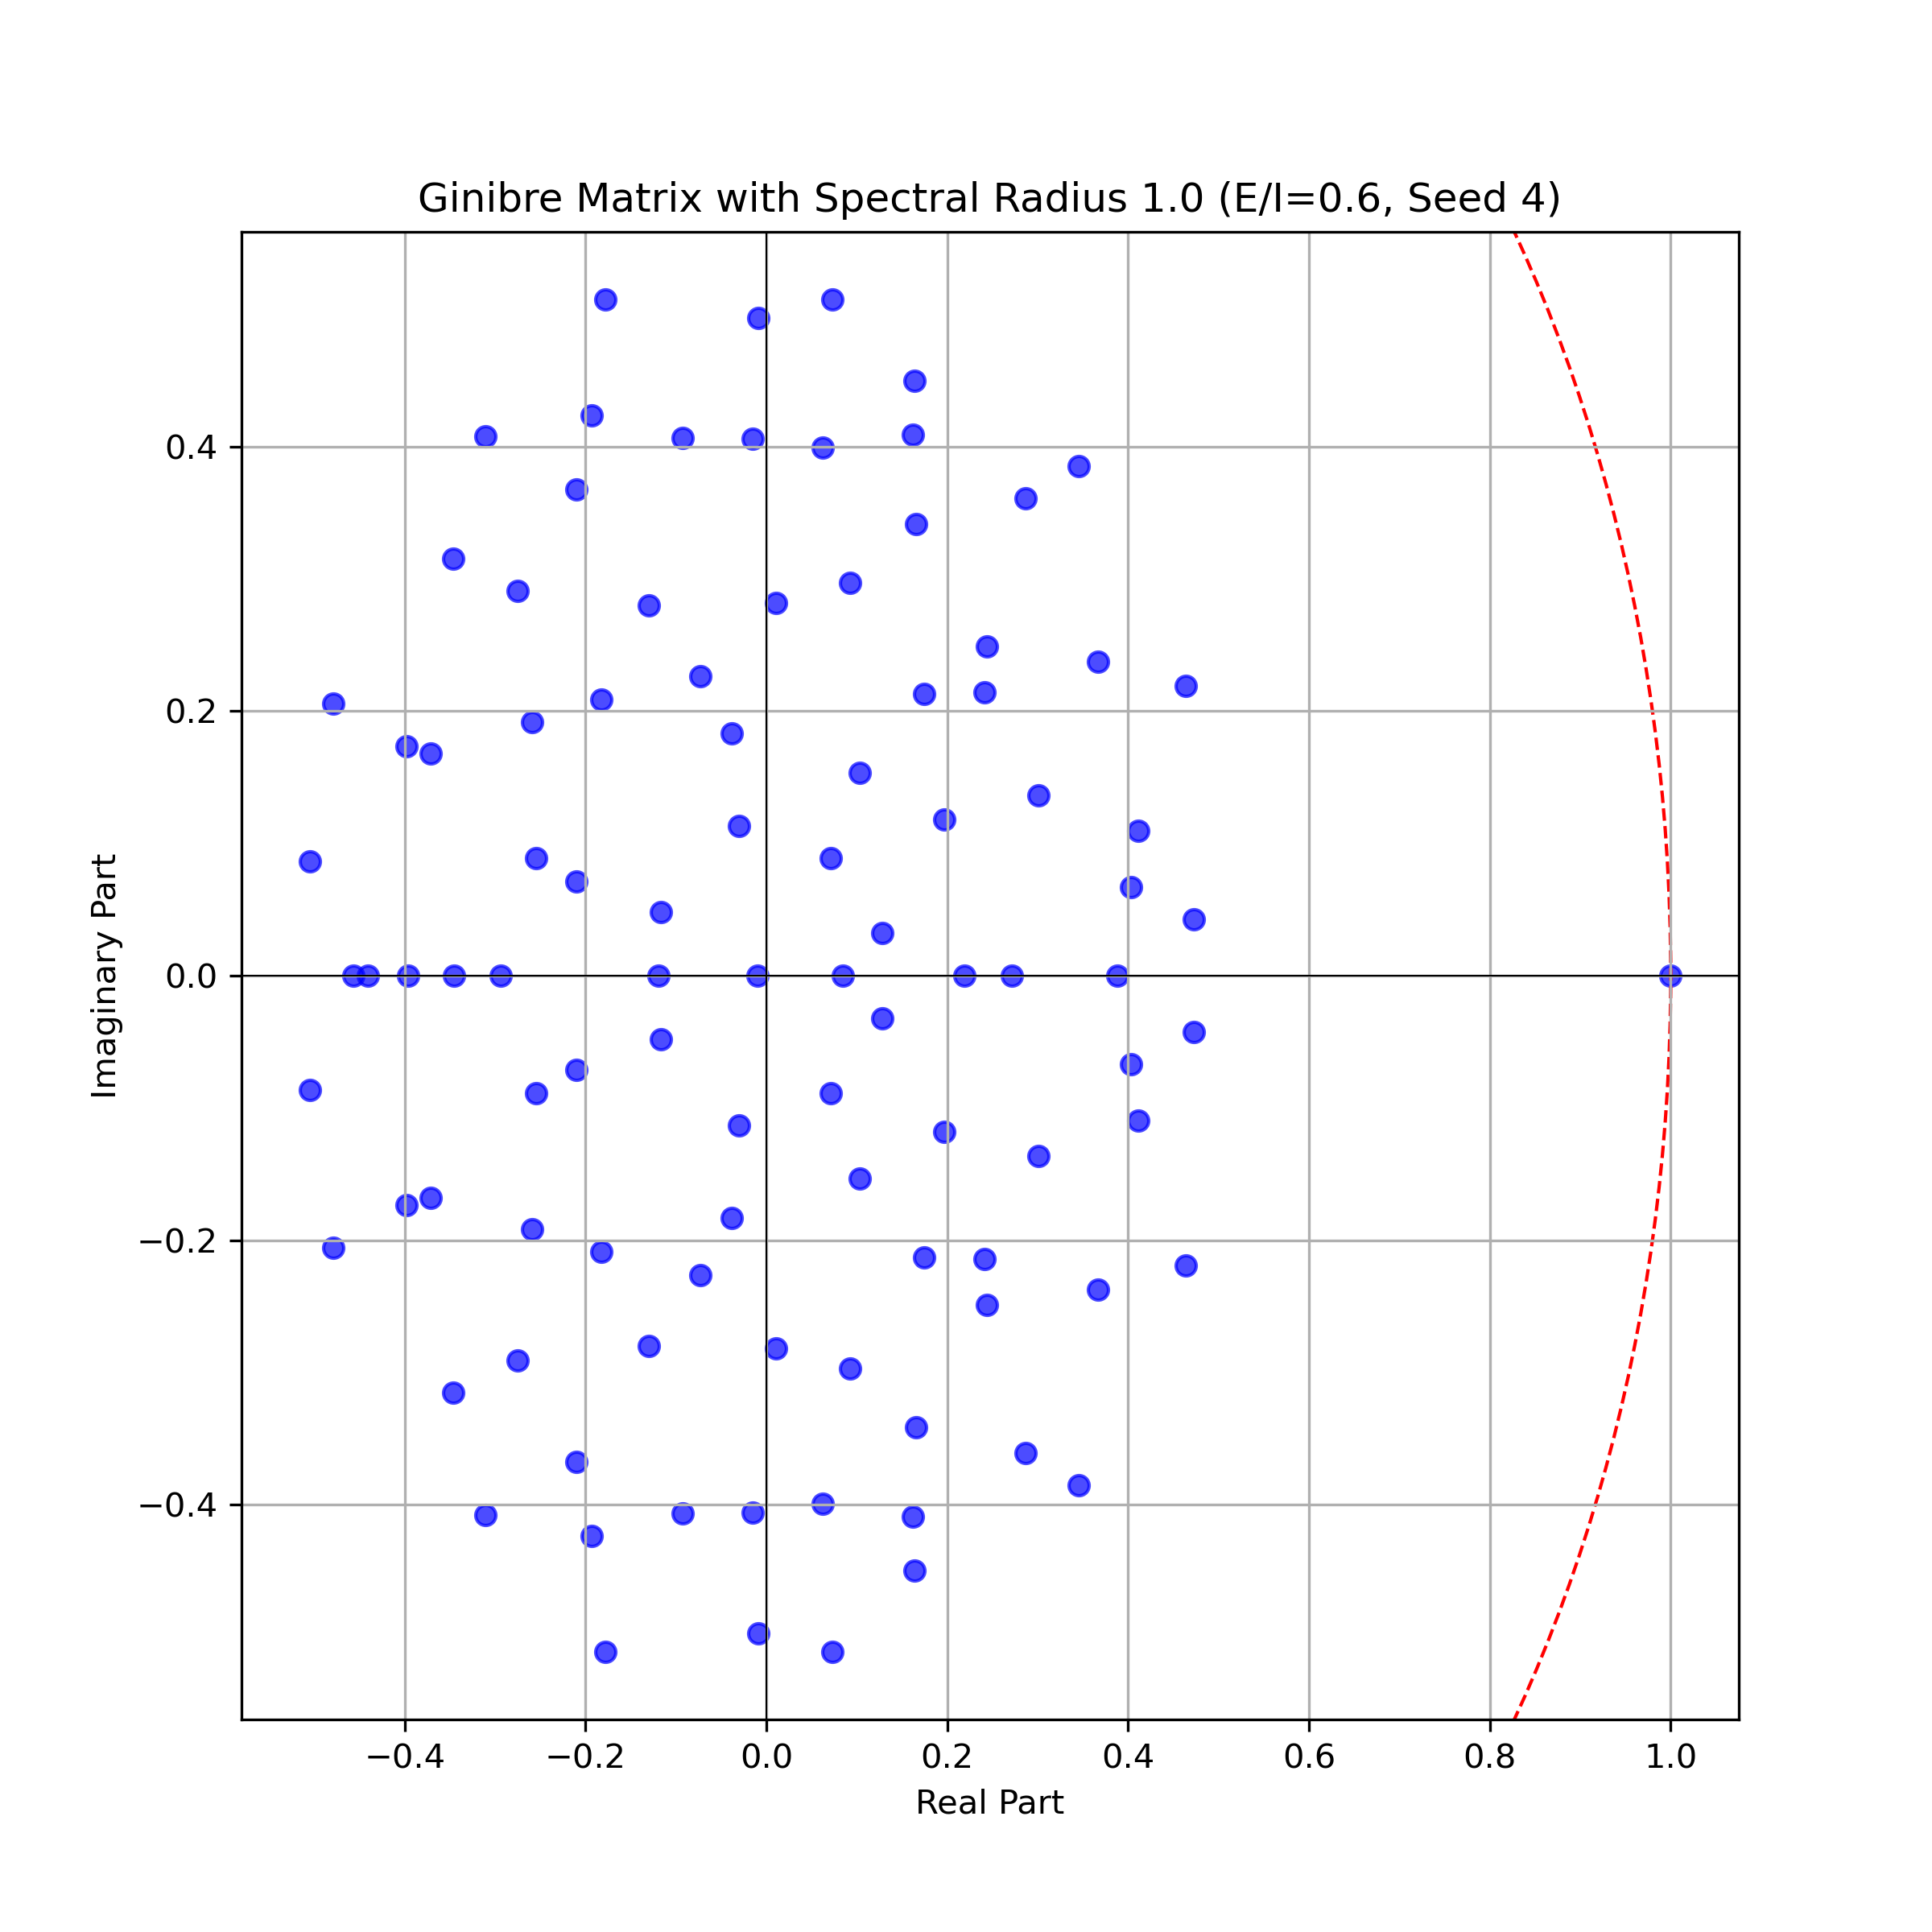 Ginibre Matrix with Spectral Radius 1.0 (E/I=0.6, Seed 4)
0.4
0.2
0.0
−0.2
−0.4
Imaginary Part
−0.4 −0.2 0.0 0.2 0.4 0.6 0.8 1.0
Real Part